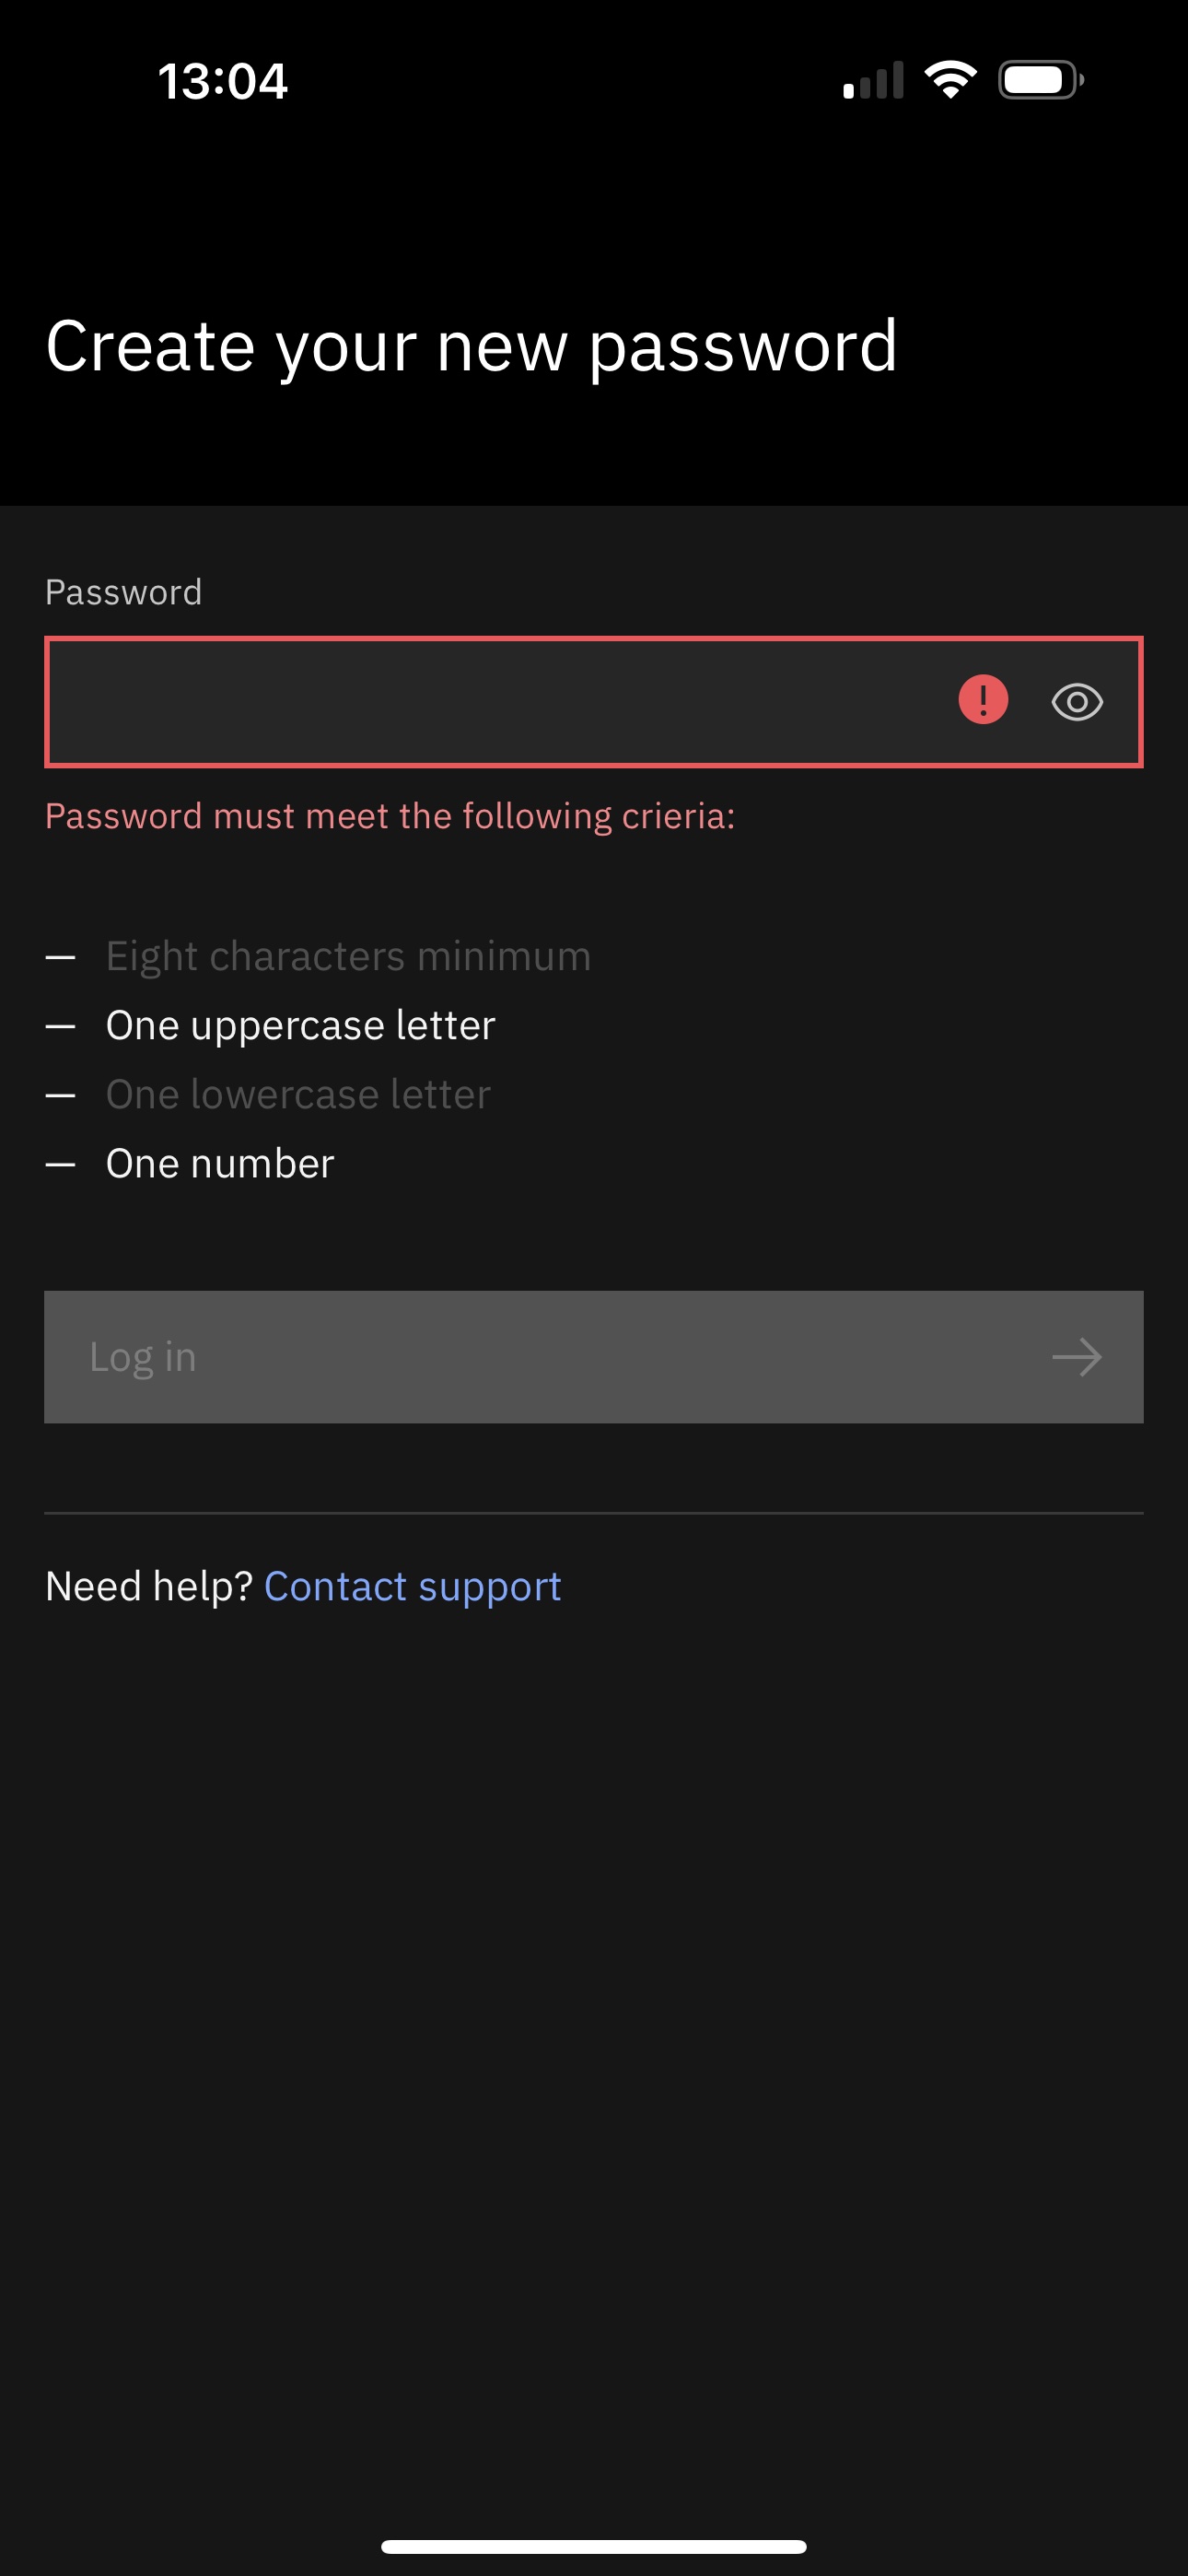 13:04
Create your new password
Password
Password must meet the following crieria:
— Eight characters minimum
— One uppercase letter
— One lowercase letter
— One number
Log in
Need help? Contact support